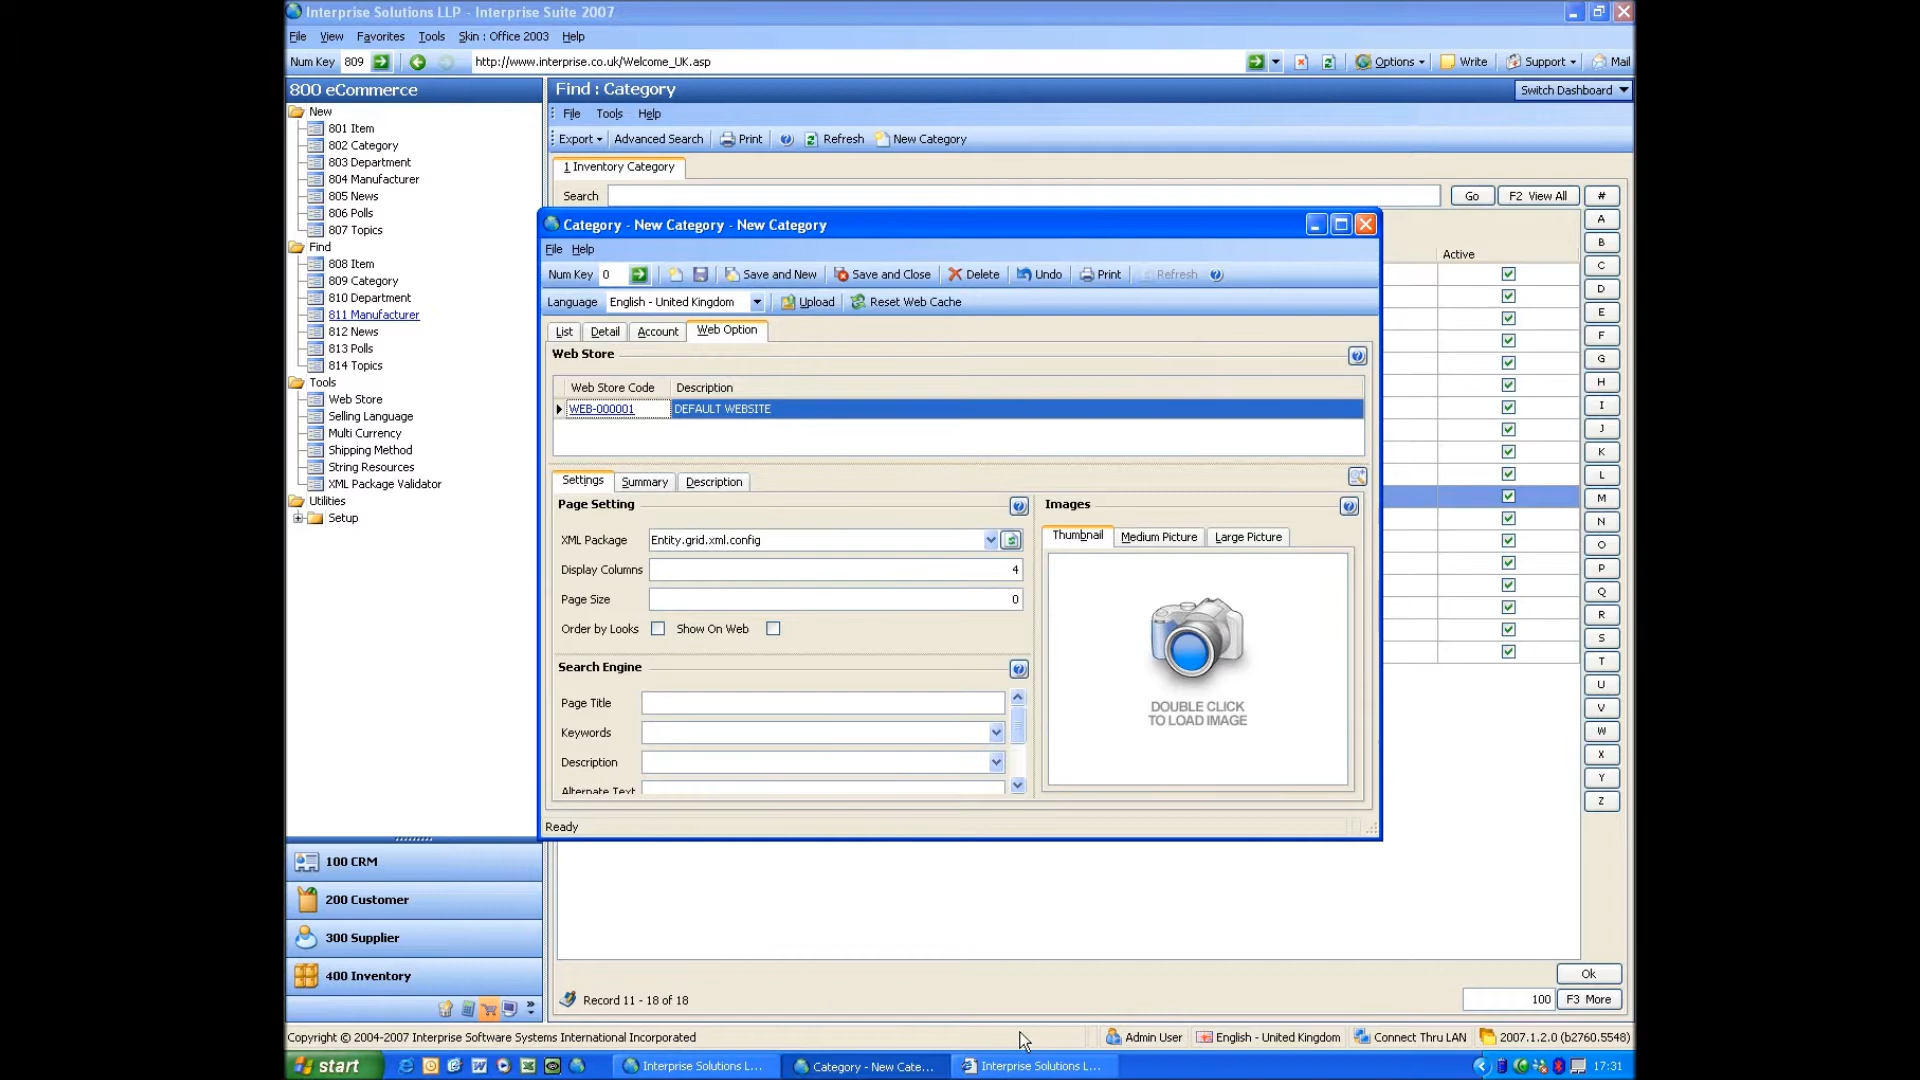 Interprise Solutions LLP - Interprise Suite 2007
File View Favorites Tools Skin : Office 2003 Help
Num Key 809 http://www.interprise.co.uk/Welcome_UK.asp Options Write Support Mail
800 eCommerce
Find : Category
Switch Dashboard
File Tools Help
Export Advanced Search Print Refresh New Category
1 Inventory Category
Search Go F2 View All #
New
801 Item
802 Category
803 Department
804 Manufacturer
805 News
806 Polls
807 Topics
Find
808 Item
809 Category
810 Department
811 Manufacturer
812 News
813 Polls
814 Topics
Tools
Web Store
Selling Language
Multi Currency
Shipping Method
String Resources
XML Package Validator
Utilities
Setup
100 CRM
200 Customer
300 Supplier
400 Inventory
Category - New Category - New Category
File Help
Num Key 0 Save and New Save and Close Delete Undo Print Refresh
Language English - United Kingdom Upload Reset Web Cache
List Detail Account Web Option
Web Store
Web Store Code Description
WEB-000001 DEFAULT WEBSITE
Settings Summary Description
Page Setting
XML Package Entity.grid.xml.config
Display Columns 4
Page Size 0
Order by Looks Show On Web
Search Engine
Page Title
Keywords
Description
Alternate Text
Images
Thumbnail Medium Picture Large Picture
DOUBLE CLICK
TO LOAD IMAGE
Ready
Active
A
B
C
D
E
F
G
H
I
J
K
L
M
N
O
P
Q
R
S
T
U
V
W
X
Y
Z
Ok
Record 11 - 18 of 18
100 F3 More
Copyright © 2004-2007 Interprise Software Systems International Incorporated
Admin User English - United Kingdom Connect Thru LAN 2007.1.2.0 (b2760.5548)
start Interprise Solutions L... Category - New Cate... Interprise Solutions L... 17:31